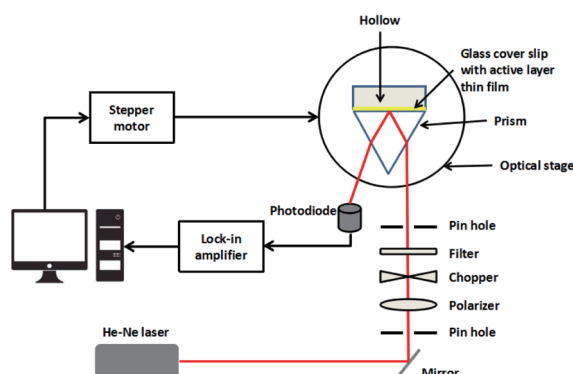 Hollow
Glass cover slip
with active layer
thin film
Stepper
motor
Prism
Optical stage
Photodiode
Lock-in
amplifier
Pin hole
Filter
Chopper
Polarizer
Pin hole
He-Ne laser
Mirror